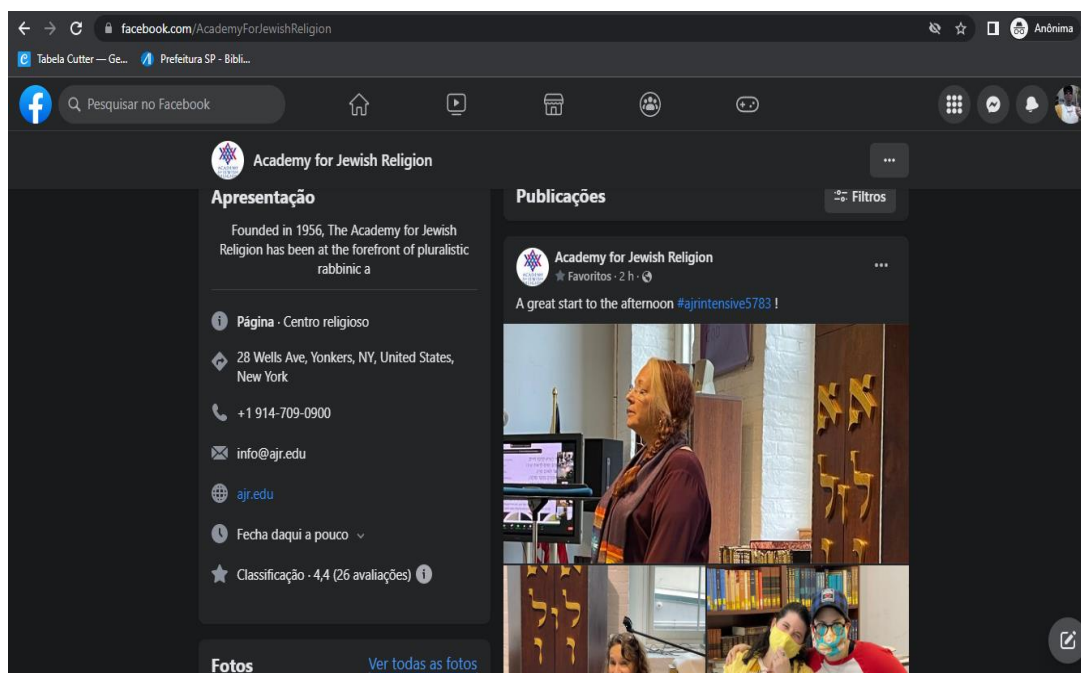 facebook.com/AcademyForJewishReligion
Anônima
Tabela Cutter — Ge...
Prefeitura SP - Bibli...
Pesquisar no Facebook
Academy for Jewish Religion
Apresentação
Founded in 1956, The Academy for Jewish
Religion has been at the forefront of pluralistic
rabbinic a
Página · Centro religioso
28 Wells Ave, Yonkers, NY, United States,
New York
+1 914-709-0900
info@ajr.edu
ajr.edu
Fecha daqui a pouco
Classificação · 4,4 (26 avaliações)
Fotos
Ver todas as fotos
Publicações
Filtros
Academy for Jewish Religion
Favoritos · 2 h ·
A great start to the afternoon #ajrintensive5783 !